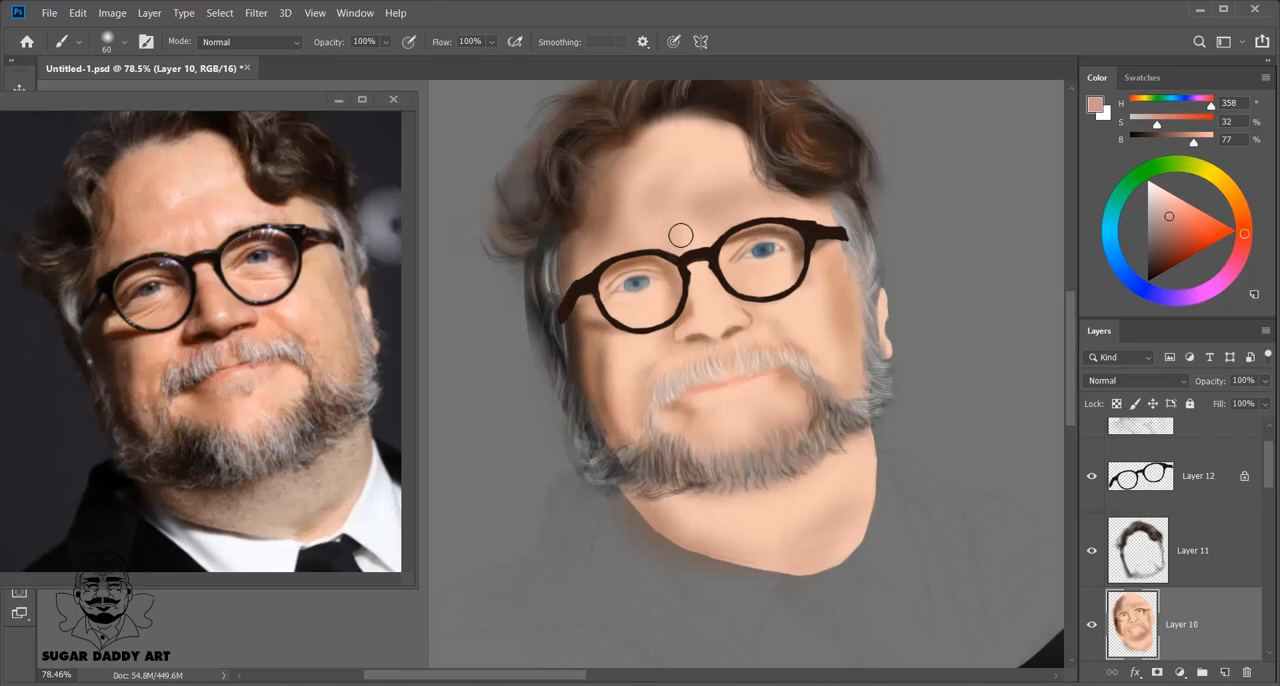 Ps File Edit Image Layer Type Select Filter 3D View Window Help
60 Mode: Normal Opacity: 100% Flow: 100% Smoothing:
Untitled-1.psd @ 78.5% (Layer 10, RGB/16) *
Color Swatches
H 358 °
S 32 %
B 77 %
Layers
Kind
Normal Opacity: 100%
Lock: Fill: 100%
Layer 12
Layer 11
Layer 10
SUGAR DADDY ART
78.46% Doc: 54.8M/449.6M